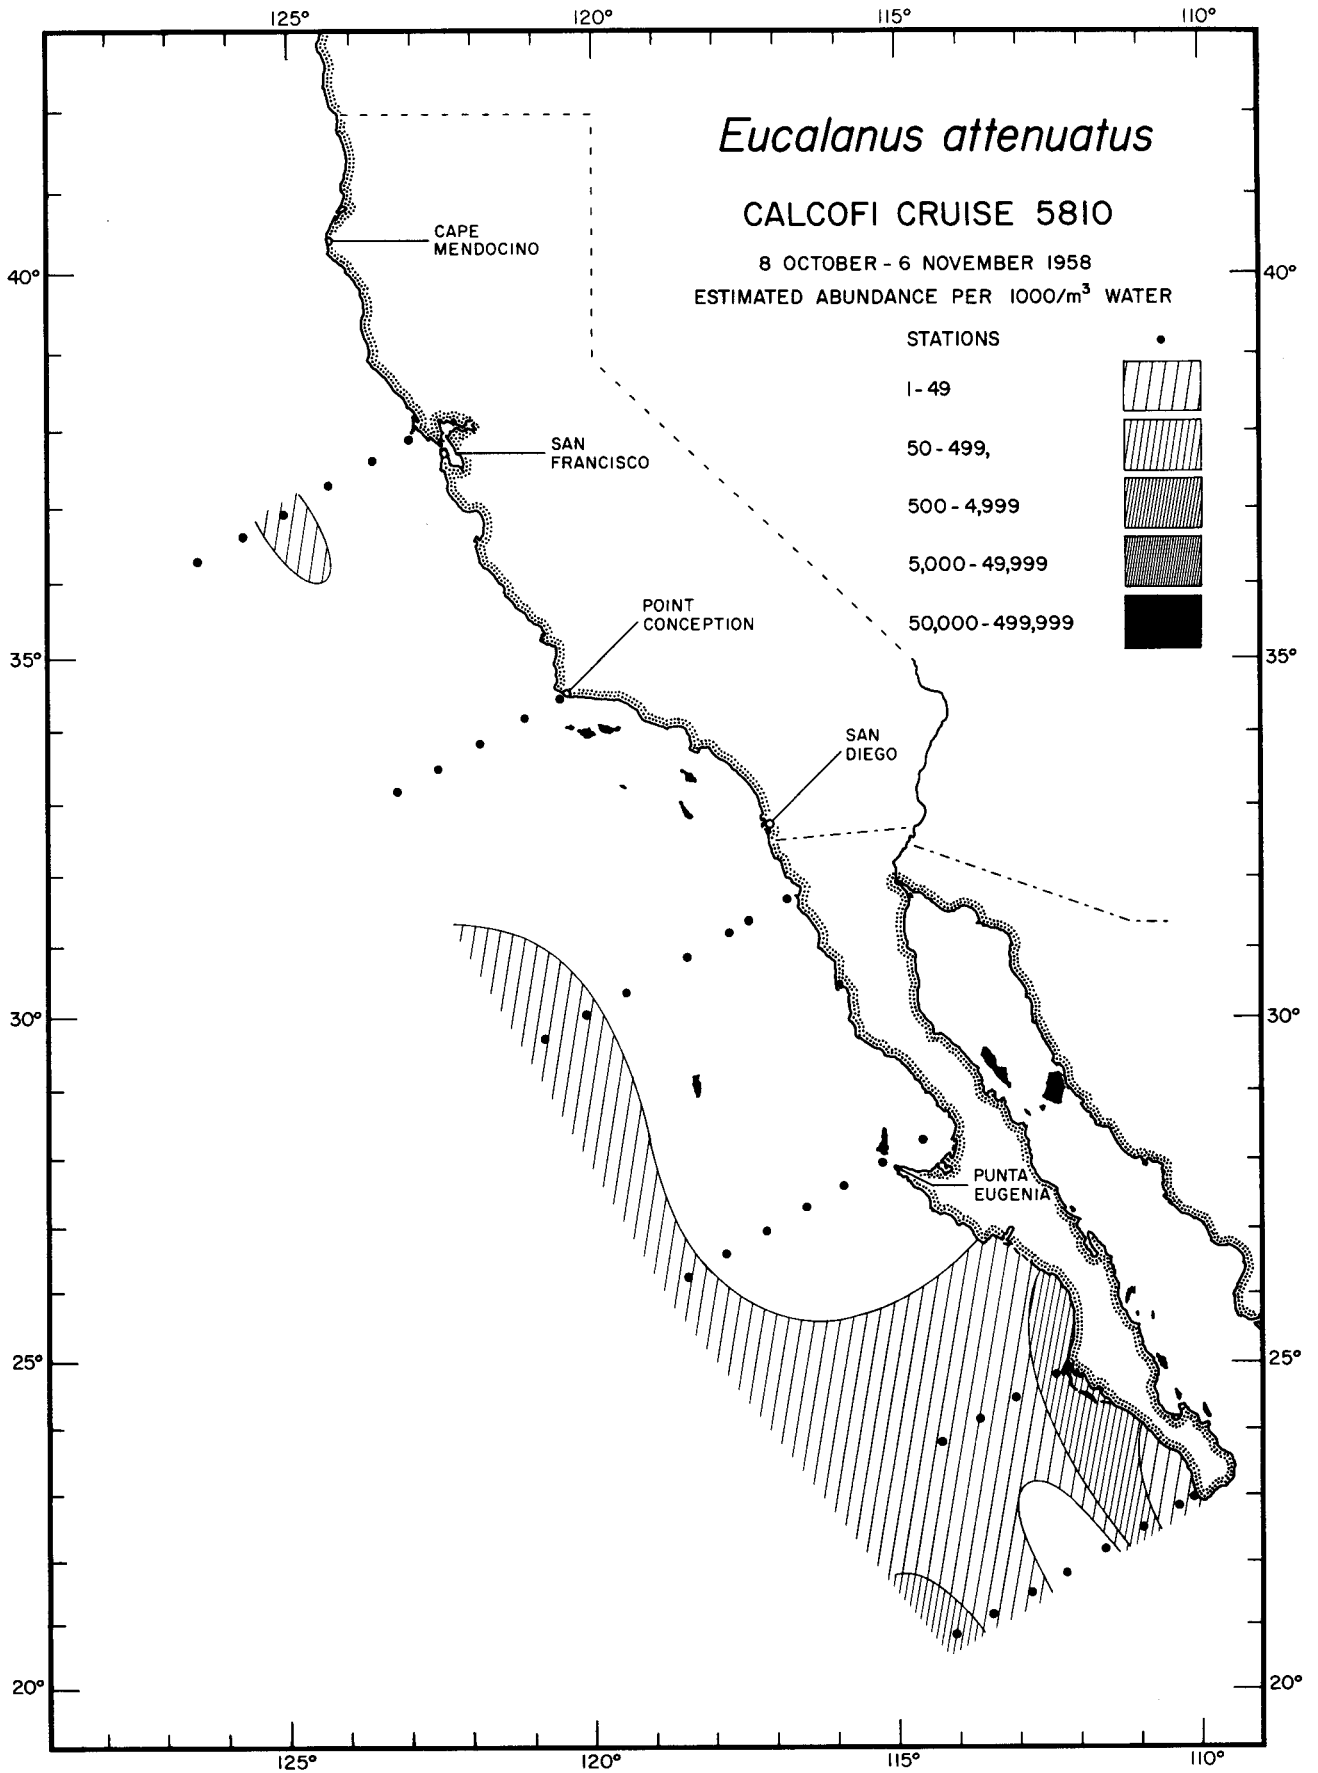 125° 120° 115° 110°
Eucalanus attenuatus
CALCOFI CRUISE 5810
8 OCTOBER - 6 NOVEMBER 1958
ESTIMATED ABUNDANCE PER 1000/m³ WATER
STATIONS
1 - 49
50 - 499,
500 - 4,999
5,000 - 49,999
50,000 - 499,999
CAPE
MENDOCINO
40° 40°
SAN
FRANCISCO
POINT
CONCEPTION
35° 35°
SAN
DIEGO
30° 30°
PUNTA
EUGENIA
25° 25°
20° 20°
125° 120° 115° 110°